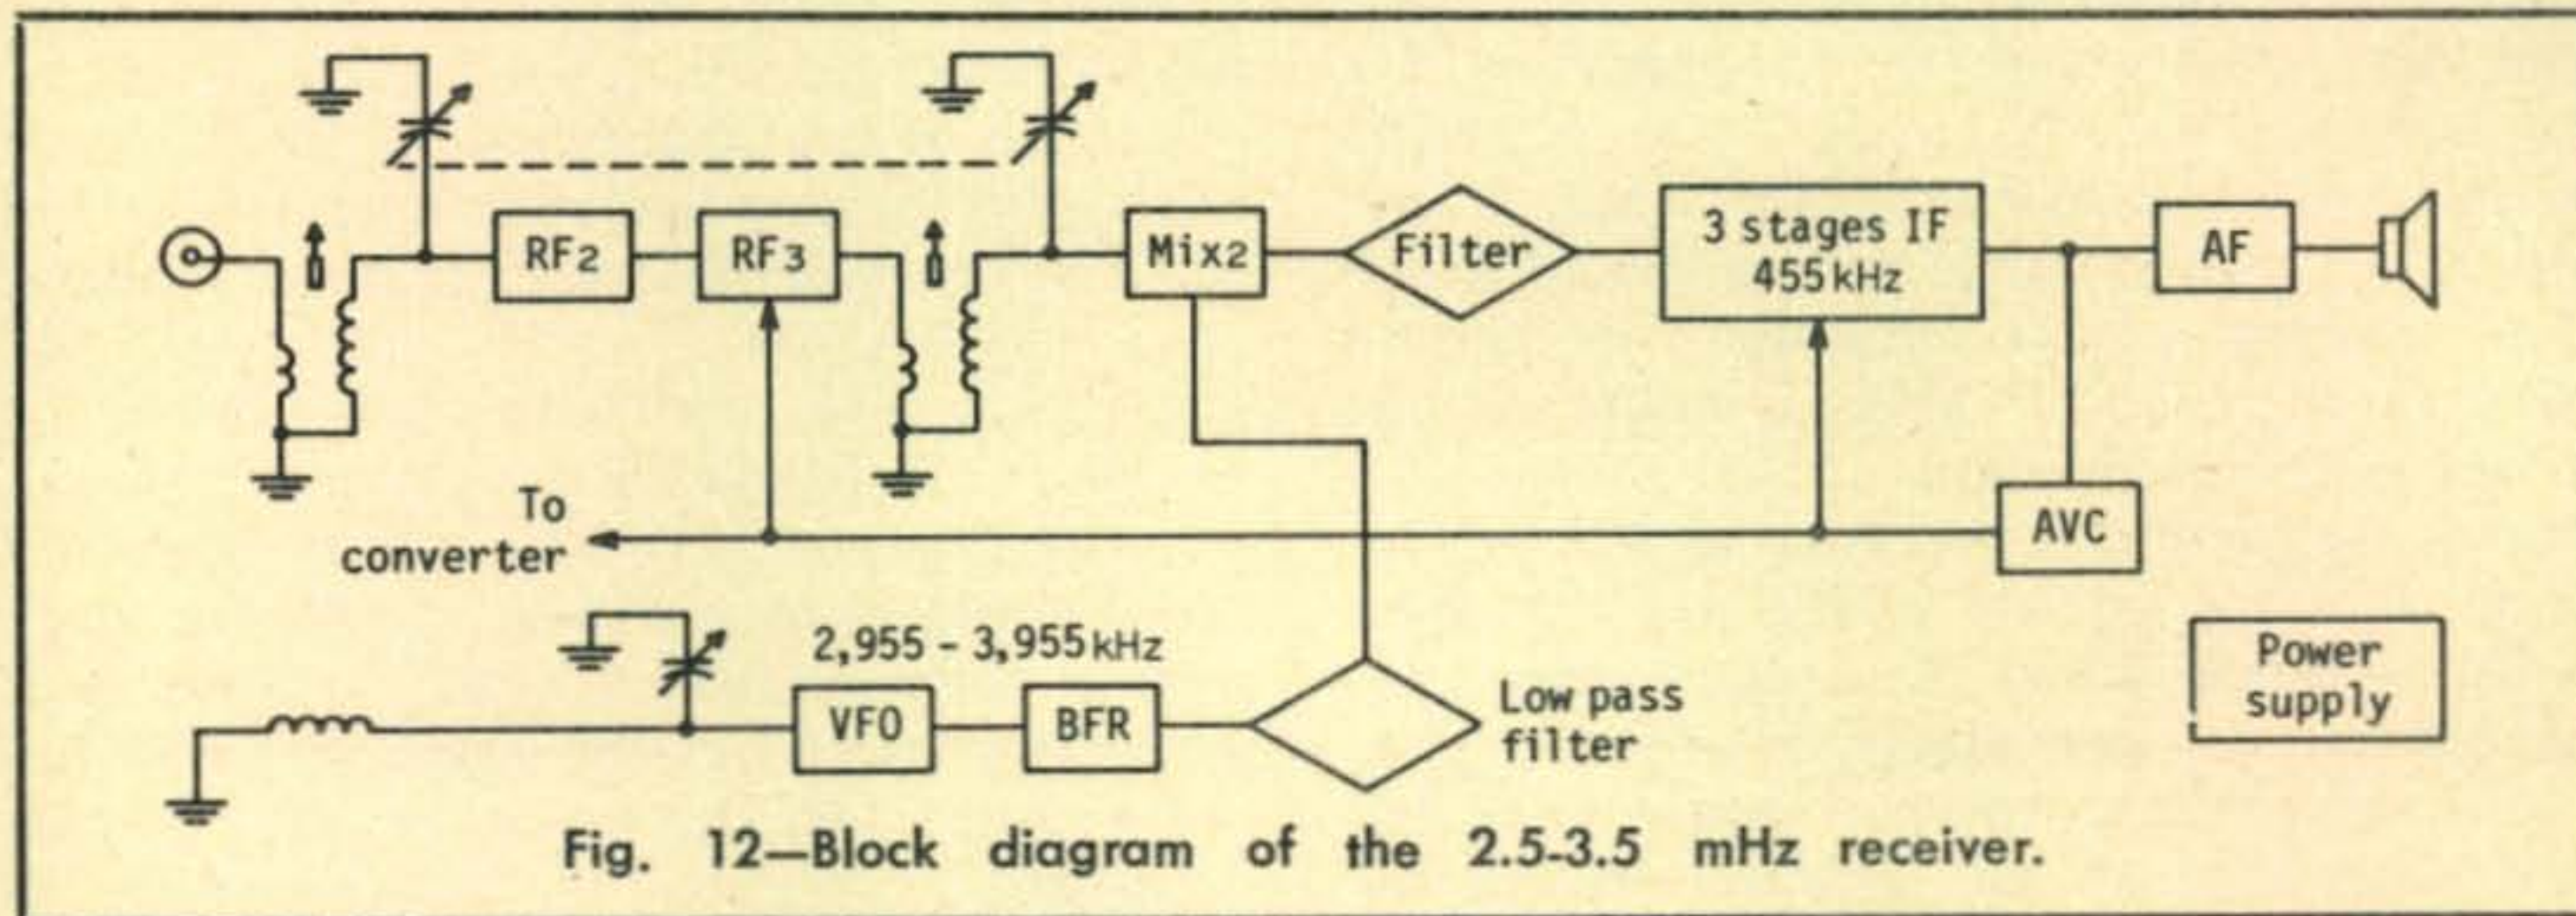 RF2
RF3
Mix2
Filter
3 stages IF
455kHz
AF
To
converter
AVC
2,955 - 3,955kHz
VFO
BFR
Low pass
filter
Power
supply
Fig. 12—Block diagram of the 2.5-3.5 mHz receiver.